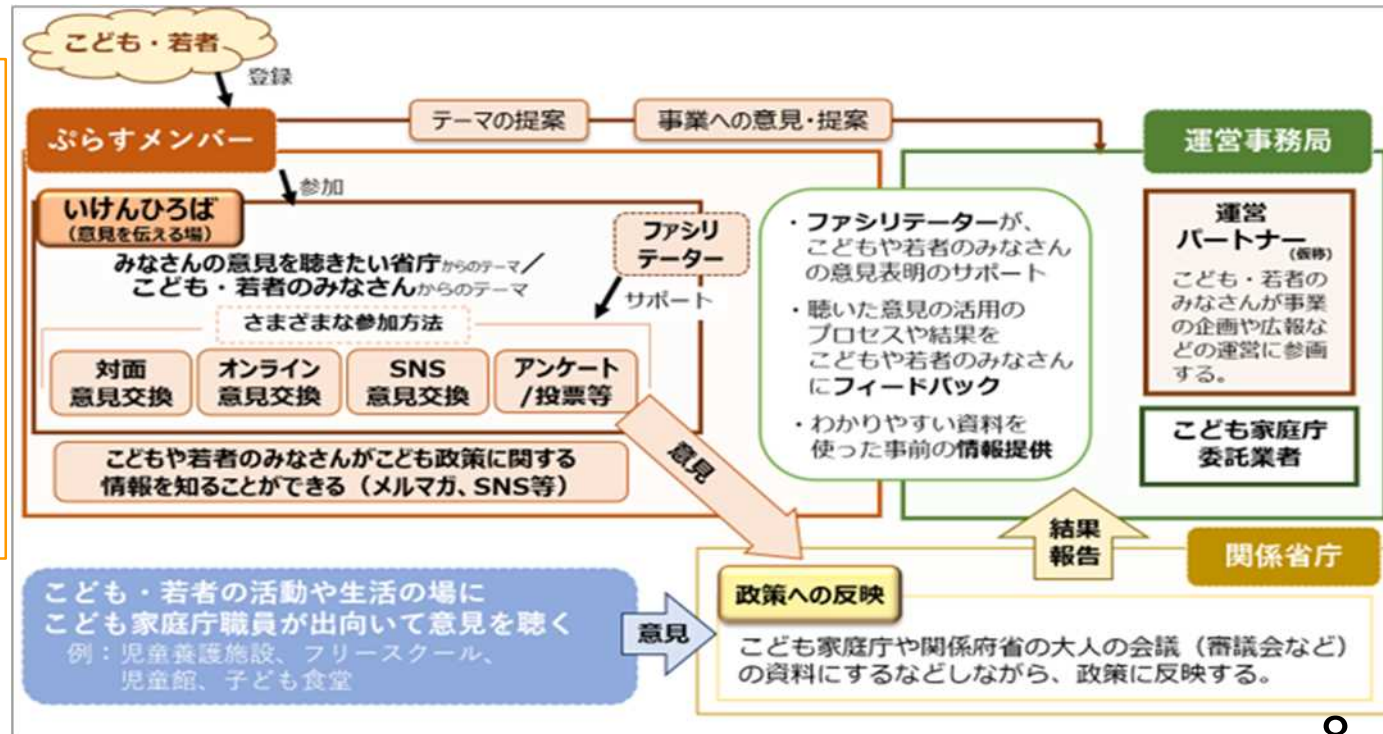 こども・若者
登録
ぷらすメンバー
テーマの提案
事業への意見・提案
運営事務局
参加
いけんひろば
(意見を伝える場)
みなさんの意見を聴きたい省庁からのテーマ/
こども・若者のみなさんからのテーマ
ファシリ
テーター
サポート
さまざまな参加方法
対面
意見交換
オンライン
意見交換
SNS
意見交換
アンケート
/投票等
こどもや若者のみなさんがこども政策に関する
情報を知ることができる(メルマガ、SNS等)
・ファシリテーターが、
こどもや若者のみなさん
の意見表明のサポート
・聴いた意見の活用の
プロセスや結果を
こどもや若者のみなさん
にフィードバック
・わかりやすい資料を
使った事前の情報提供
運営
パートナー(仮称)
こども・若者の
みなさんが事業
の企画や広報な
どの運営に参画
する。
こども家庭庁
委託業者
意見
結果
報告
関係省庁
こども・若者の活動や生活の場に
こども家庭庁職員が出向いて意見を聴く
例:児童養護施設、フリースクール、
児童館、子ども食堂
意見
政策への反映
こども家庭庁や関係府省の大人の会議(審議会など)
の資料にするなどしながら、政策に反映する。